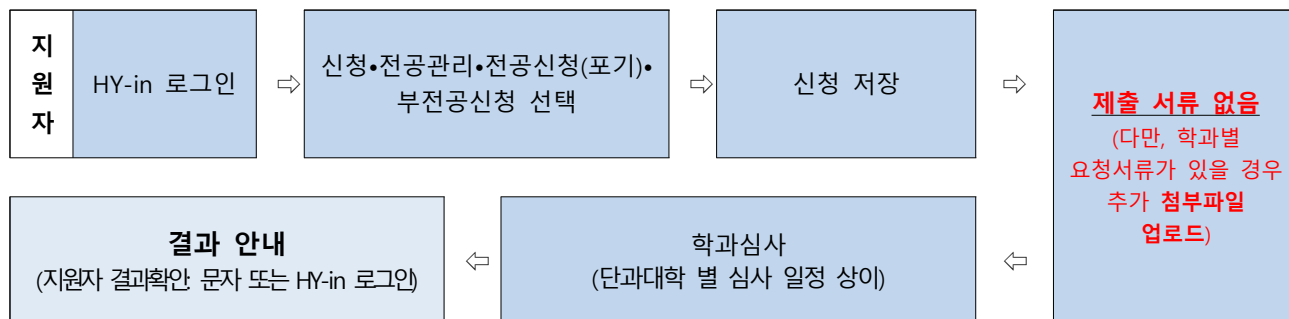 지
원
자
HY-in 로그인
⇨
신청•전공관리•전공신청(포기)•
부전공신청 선택
⇨
신청 저장
⇨
제출 서류 없음
(다만, 학과별
요청서류가 있을 경우
추가 첨부파일
업로드)
⇦
학과심사
(단과대학 별 심사 일정 상이)
⇦
결과 안내
(지원자 결과확인: 문자 또는 HY-in 로그인)